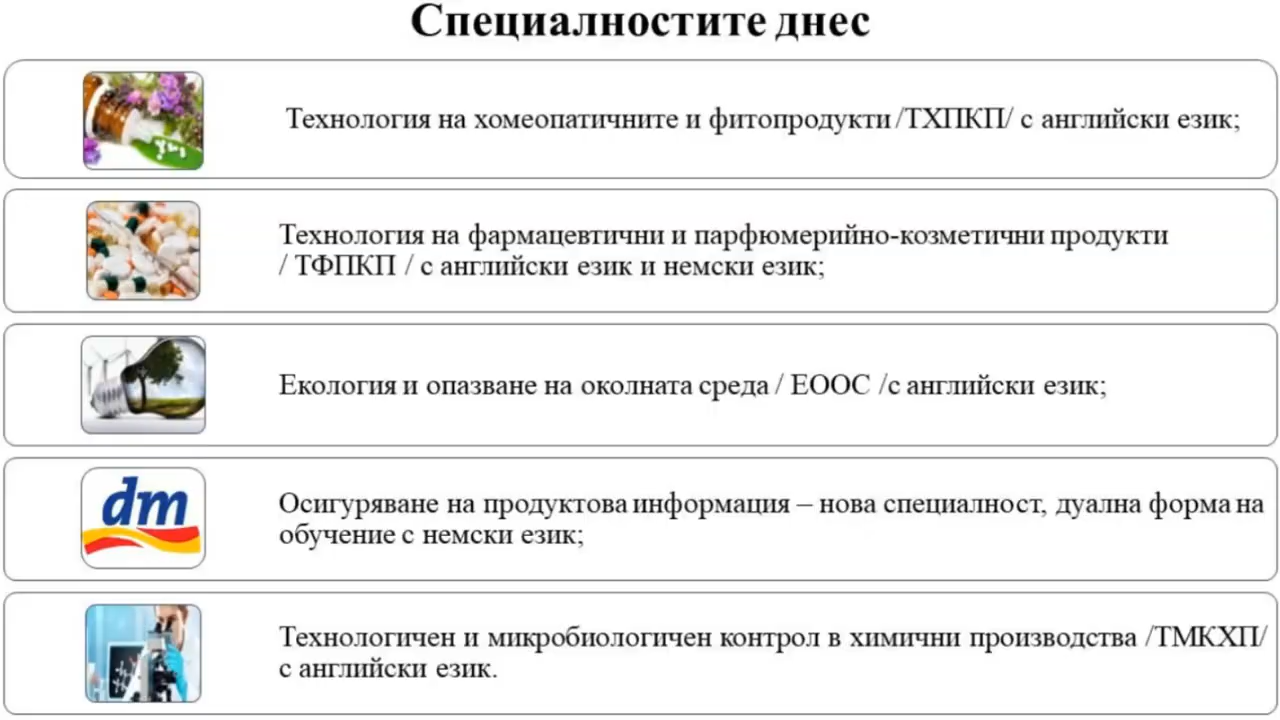 Специалностите днес
Технология на хомеопатичните и фитопродукти /ТХПКП/ с английски език;
Технология на фармацевтични и парфюмерийно-козметични продукти
/ ТФПКП / с английски език и немски език;
Екология и опазване на околната среда / ЕООС /с английски език;
dm
Осигуряване на продуктова информация – нова специалност, дуална форма на
обучение с немски език;
Технологичен и микробиологичен контрол в химични производства /ТМКХП/
с английски език.